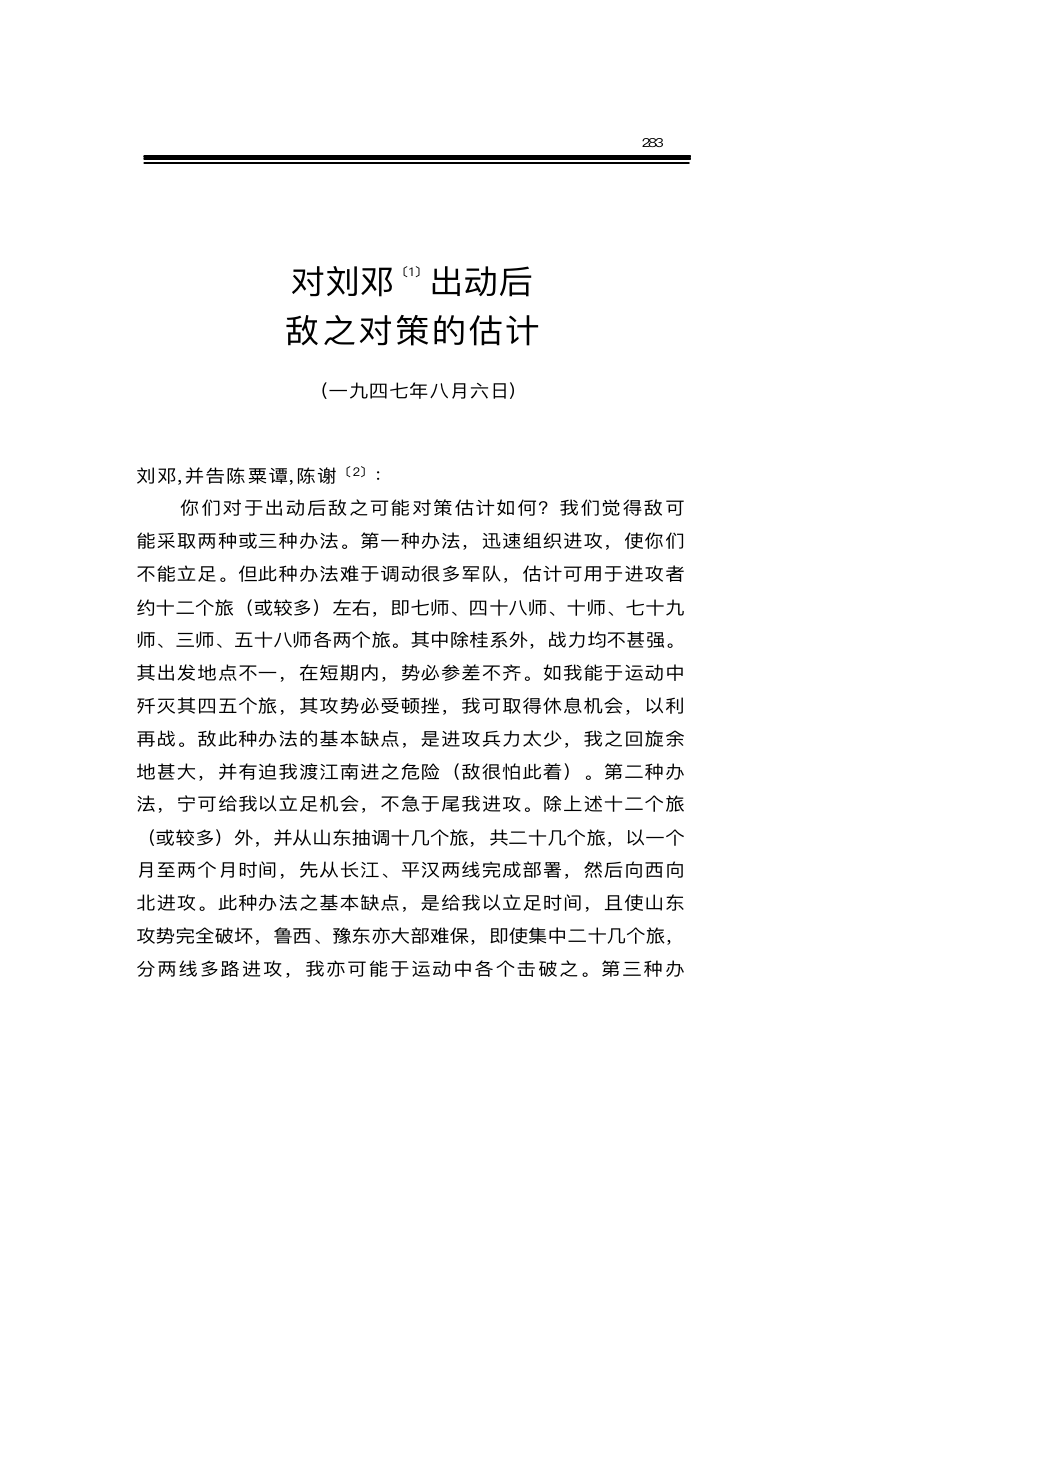 283
对刘邓〔1〕出动后
敌之对策的估计
(一九四七年八月六日)
刘邓,并告陈粟谭,陈谢〔2〕:
你们对于出动后敌之可能对策估计如何？我们觉得敌可
能采取两种或三种办法。第一种办法，迅速组织进攻，使你们
不能立足。但此种办法难于调动很多军队，估计可用于进攻者
约十二个旅（或较多）左右，即七师、四十八师、十师、七十九
师、三师、五十八师各两个旅。其中除桂系外，战力均不甚强。
其出发地点不一，在短期内，势必参差不齐。如我能于运动中
歼灭其四五个旅，其攻势必受顿挫，我可取得休息机会，以利
再战。敌此种办法的基本缺点，是进攻兵力太少，我之回旋余
地甚大，并有迫我渡江南进之危险（敌很怕此着）。第二种办
法，宁可给我以立足机会，不急于尾我进攻。除上述十二个旅
（或较多）外，并从山东抽调十几个旅，共二十几个旅，以一个
月至两个月时间，先从长江、平汉两线完成部署，然后向西向
北进攻。此种办法之基本缺点，是给我以立足时间，且使山东
攻势完全破坏，鲁西、豫东亦大部难保，即使集中二十几个旅，
分两线多路进攻，我亦可能于运动中各个击破之。第三种办